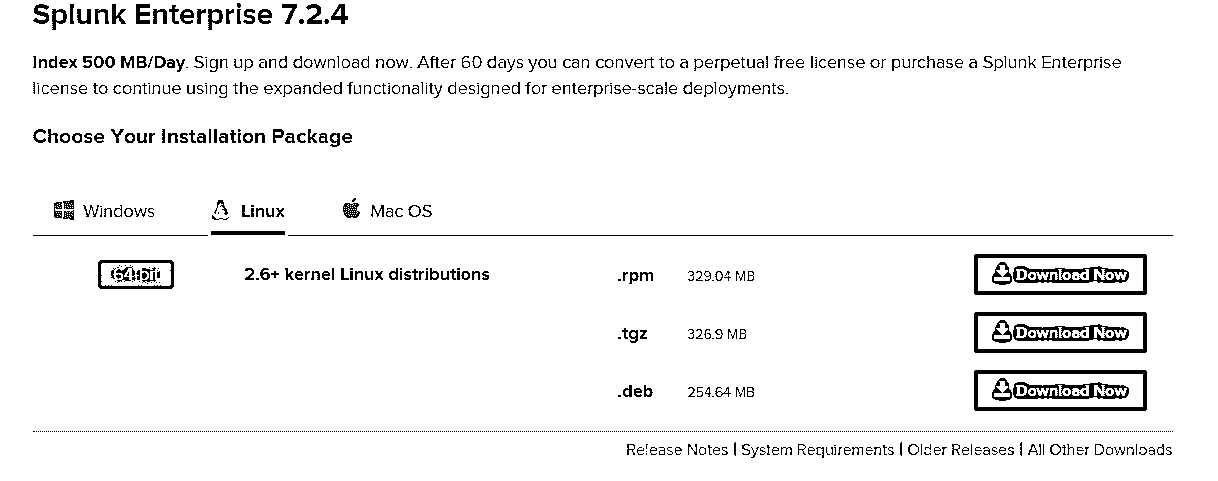 Splunk Enterprise 7.2.4
Index 500 MB/Day. Sign up and download now. After 60 days you can convert to a perpetual free license or purchase a Splunk Enterprise
license to continue using the expanded functionality designed for enterprise-scale deployments.
Choose Your Installation Package
Windows Linux Mac OS
64-bit 2.6+ kernel Linux distributions .rpm 329.04 MB Download Now
.tgz 326.9 MB Download Now
.deb 254.64 MB Download Now
Release Notes | System Requirements | Older Releases | All Other Downloads